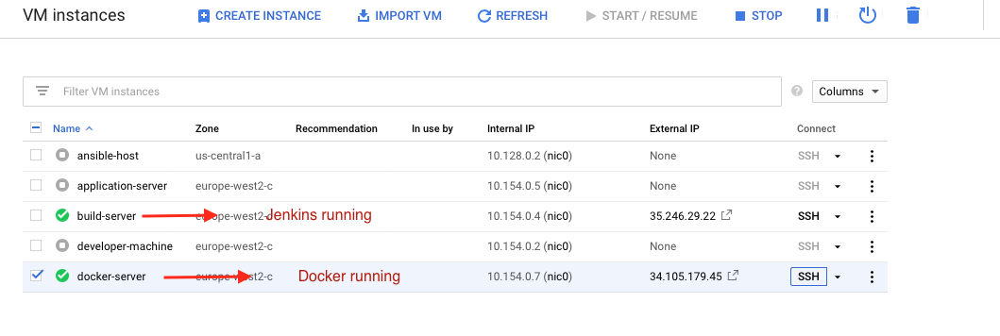 VM instances CREATE INSTANCE IMPORT VM REFRESH START / RESUME STOP
Filter VM instances Columns
Name Zone Recommendation In use by Internal IP External IP Connect
ansible-host us-central1-a 10.128.0.2 (nic0) None SSH
application-server europe-west2-c 10.154.0.5 (nic0) None SSH
build-server europe-west2-c Jenkins running 10.154.0.4 (nic0) 35.246.29.22 SSH
developer-machine europe-west2-c 10.154.0.2 (nic0) None SSH
docker-server europe-west2-c Docker running 10.154.0.7 (nic0) 34.105.179.45 SSH